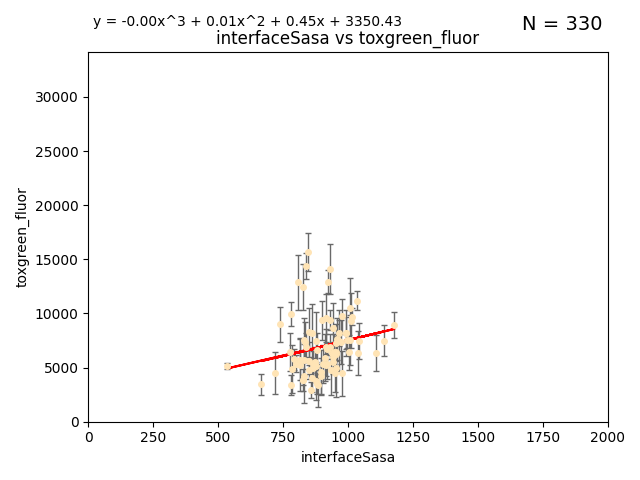 y = -0.00x^3 + 0.01x^2 + 0.45x + 3350.43
N = 330
interfaceSasa vs toxgreen_fluor
30000
25000
20000
15000
10000
5000
0
toxgreen_fluor
0 250 500 750 1000 1250 1500 1750 2000
interfaceSasa